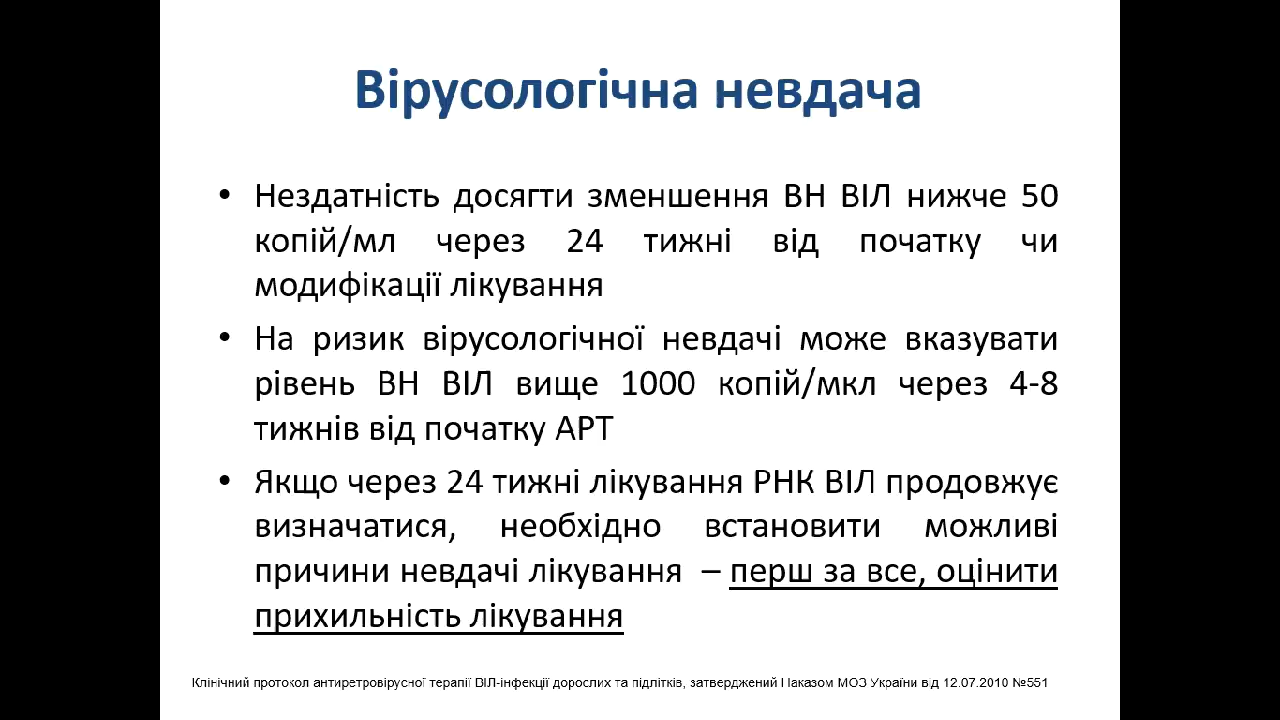 Вірусологічна невдача
• Нездатність досягти зменшення ВН ВІЛ нижче 50
копій/мл через 24 тижні від початку чи
модифікації лікування
• На ризик вірусологічної невдачі може вказувати
рівень ВН ВІЛ вище 1000 копій/мкл через 4-8
тижнів від початку АРТ
• Якщо через 24 тижні лікування РНК ВІЛ продовжує
визначатися, необхідно встановити можливі
причини невдачі лікування – перш за все, оцінити
прихильність лікування
Клінічний протокол антиретровірусної терапії ВІЛ-інфекції дорослих та підлітків, затверджений Наказом МОЗ України від 12.07.2010 №551